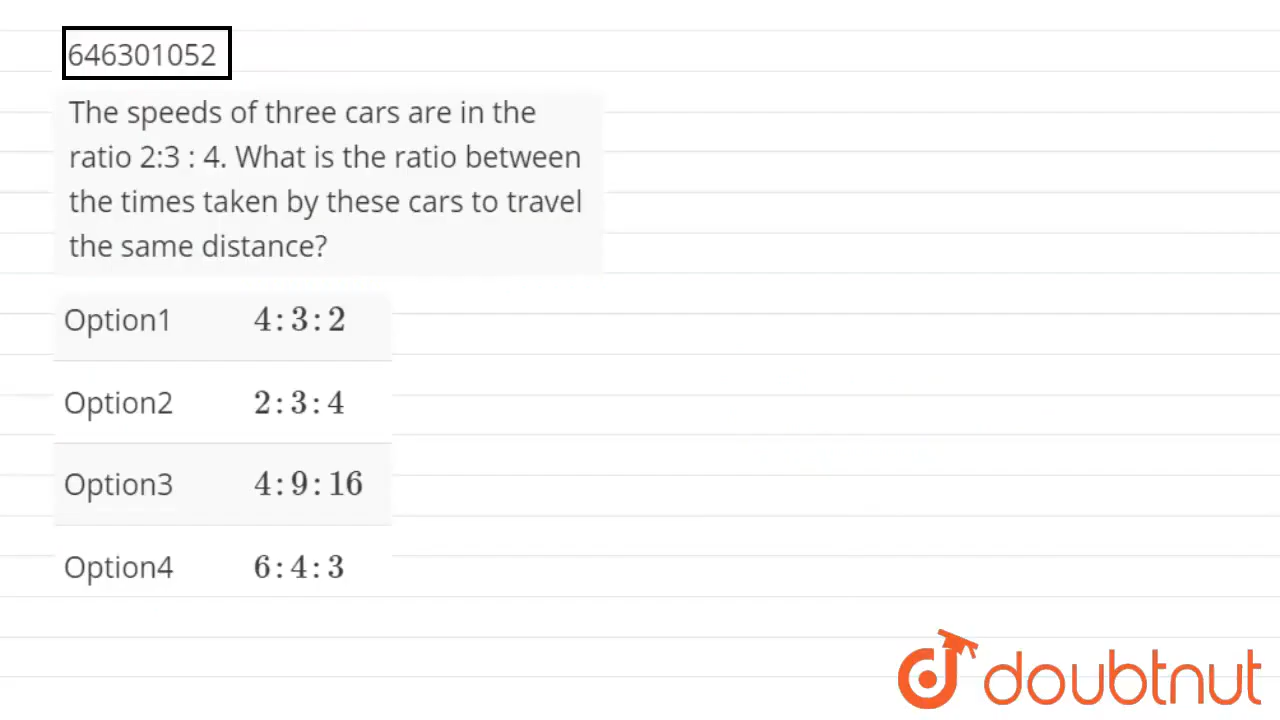 646301052
The speeds of three cars are in the
ratio 2:3 : 4. What is the ratio between
the times taken by these cars to travel
the same distance?
Option1 4 : 3 : 2
Option2 2 : 3 : 4
Option3 4 : 9 : 16
Option4 6 : 4 : 3
doubtnut